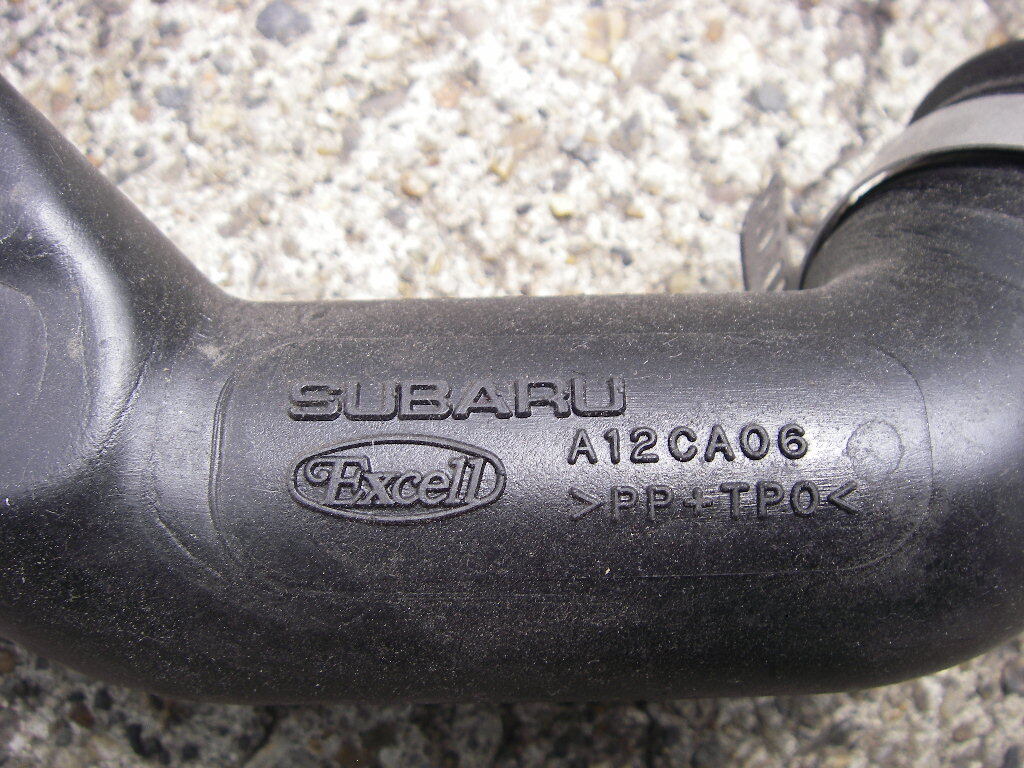 SUBARU
Excell
A12CA06
>PP+TPO<